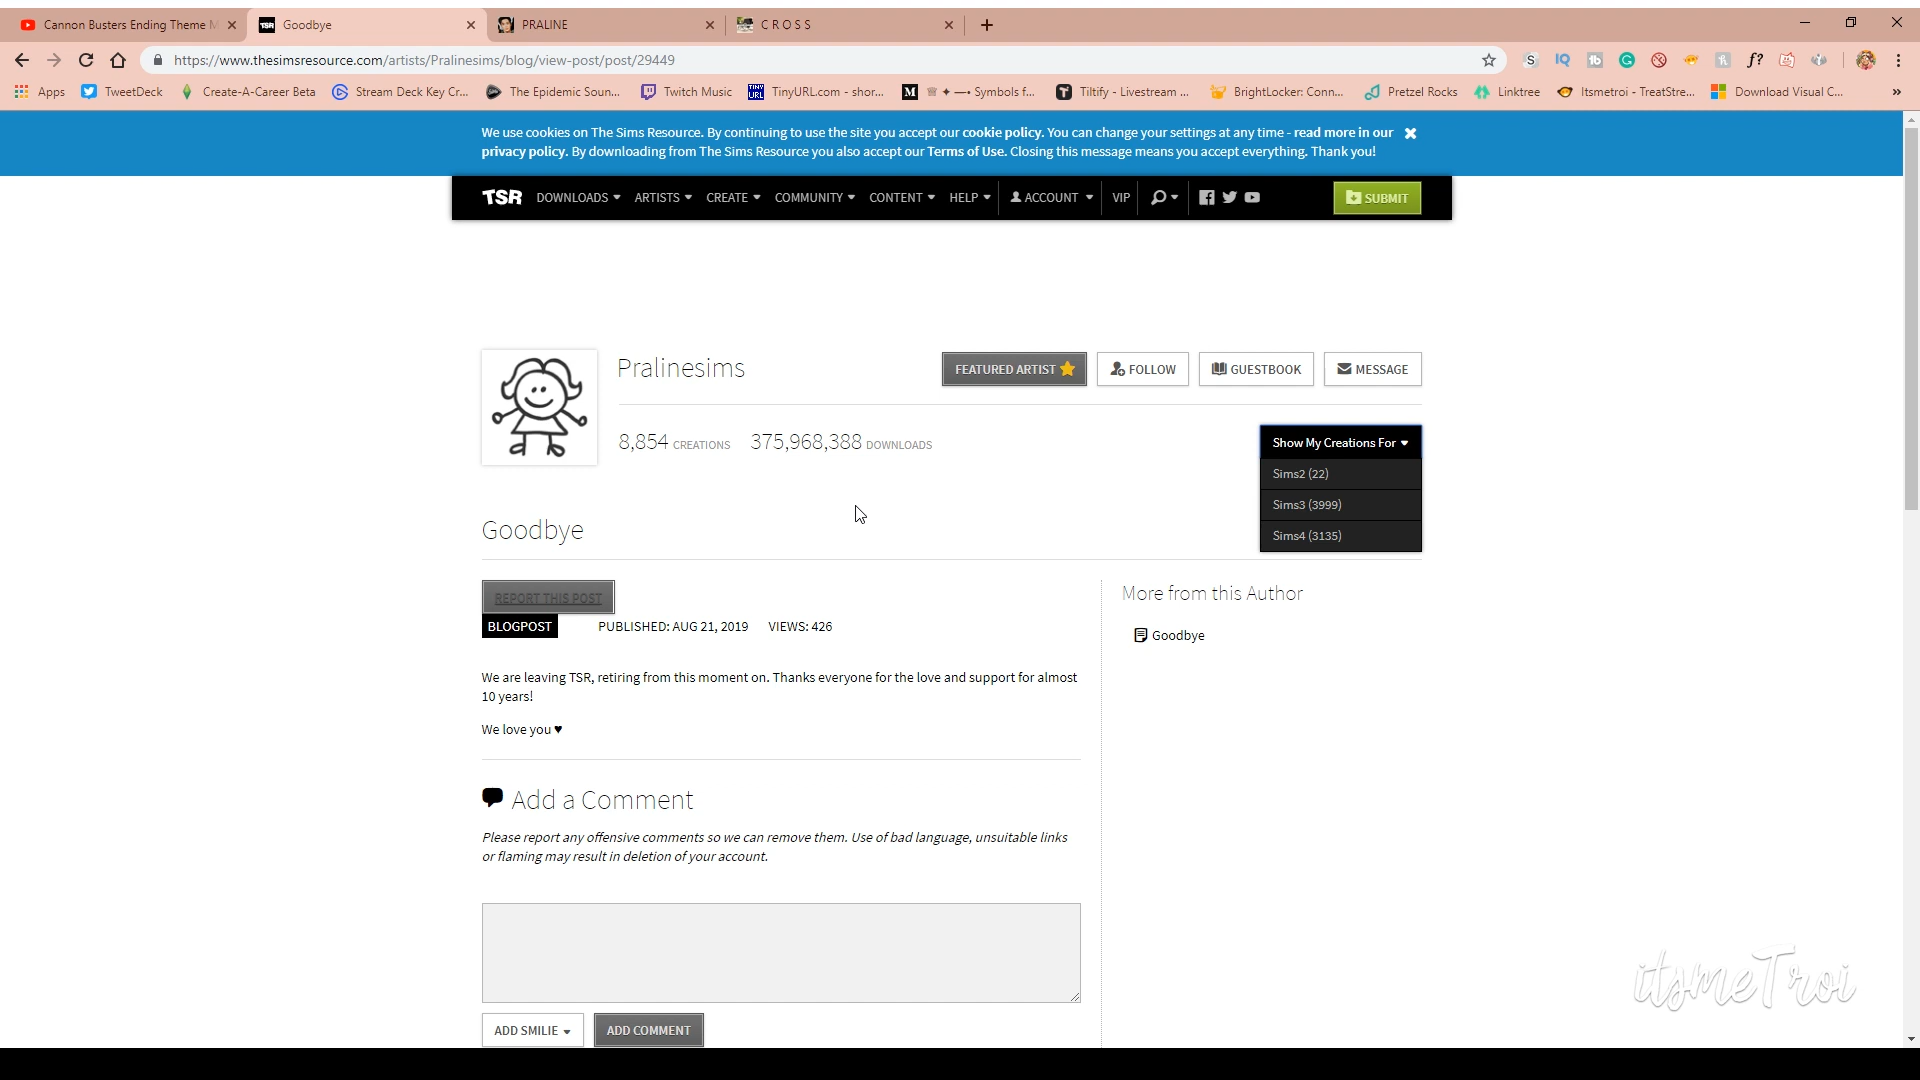 Cannon Busters Ending Theme M
Goodbye
PRALINE
C R O S S
https://www.thesimsresource.com/artists/Pralinesims/blog/view-post/post/29449
Apps
TweetDeck
Create-A-Career Beta
Stream Deck Key Cr...
The Epidemic Soun...
Twitch Music
TinyURL.com - shor...
Symbols f...
Tiltify - Livestream ...
BrightLocker: Conn...
Pretzel Rocks
Linktree
Itsmetroi - TreatStre...
Download Visual C...
We use cookies on The Sims Resource. By continuing to use the site you accept our cookie policy. You can change your settings at any time - read more in our
privacy policy. By downloading from The Sims Resource you also accept our Terms of Use. Closing this message means you accept everything. Thank you!
TSR DOWNLOADS ARTISTS CREATE COMMUNITY CONTENT HELP ACCOUNT VIP SUBMIT
Pralinesims
FEATURED ARTIST FOLLOW GUESTBOOK MESSAGE
8,854 CREATIONS 375,968,388 DOWNLOADS
Show My Creations For
Sims2 (22)
Sims3 (3999)
Sims4 (3135)
Goodbye
REPORT THIS POST
BLOGPOST PUBLISHED: AUG 21, 2019 VIEWS: 426
We are leaving TSR, retiring from this moment on. Thanks everyone for the love and support for almost
10 years!
We love you ♥
More from this Author
Goodbye
Add a Comment
Please report any offensive comments so we can remove them. Use of bad language, unsuitable links
or flaming may result in deletion of your account.
ADD SMILIE ADD COMMENT
itsmeTroi